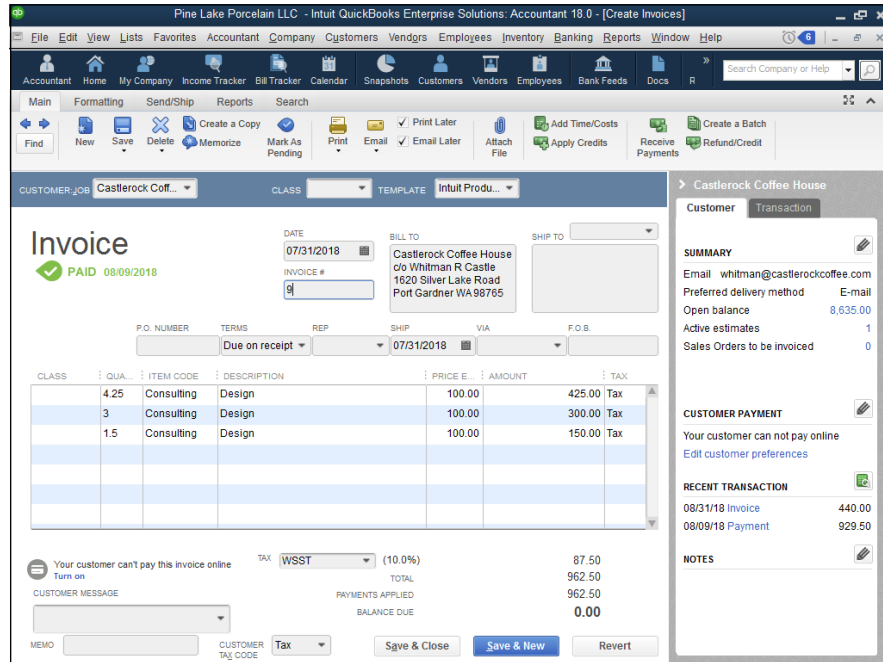 qb Pine Lake Porcelain LLC - Intuit QuickBooks Enterprise Solutions: Accountant 18.0 - [Create Invoices]
File Edit View Lists Favorites Accountant Company Customers Vendors Employees Inventory Banking Reports Window Help 6
Accountant Home My Company Income Tracker Bill Tracker Calendar Snapshots Customers Vendors Employees Bank Feeds Docs R » Search Company or Help
Main Formatting Send/Ship Reports Search
Find New Save Delete Create a Copy Memorize Mark As Pending Print Email Print Later Email Later Attach File Add Time/Costs Apply Credits Receive Payments Create a Batch Refund/Credit
CUSTOMER:JOB Castlerock Coff... CLASS TEMPLATE Intuit Produ...
Invoice
PAID 08/09/2018
DATE
07/31/2018
INVOICE #
9
BILL TO
Castlerock Coffee House
c/o Whitman R Castle
1620 Silver Lake Road
Port Gardner WA 98765
SHIP TO
P.O. NUMBER TERMS REP SHIP VIA F.O.B.
Due on receipt 07/31/2018
CLASS QUA... ITEM CODE DESCRIPTION PRICE E... AMOUNT TAX
4.25 Consulting Design 100.00 425.00 Tax
3 Consulting Design 100.00 300.00 Tax
1.5 Consulting Design 100.00 150.00 Tax
Your customer can't pay this invoice online
Turn on
TAX WSST (10.0%) 87.50
TOTAL 962.50
PAYMENTS APPLIED 962.50
BALANCE DUE 0.00
CUSTOMER MESSAGE
MEMO
CUSTOMER TAX CODE Tax
Save & Close Save & New Revert
Castlerock Coffee House
Customer Transaction
SUMMARY
Email whitman@castlerockcoffee.com
Preferred delivery method E-mail
Open balance 8,635.00
Active estimates 1
Sales Orders to be invoiced 0
CUSTOMER PAYMENT
Your customer can not pay online
Edit customer preferences
RECENT TRANSACTION
08/31/18 Invoice 440.00
08/09/18 Payment 929.50
NOTES